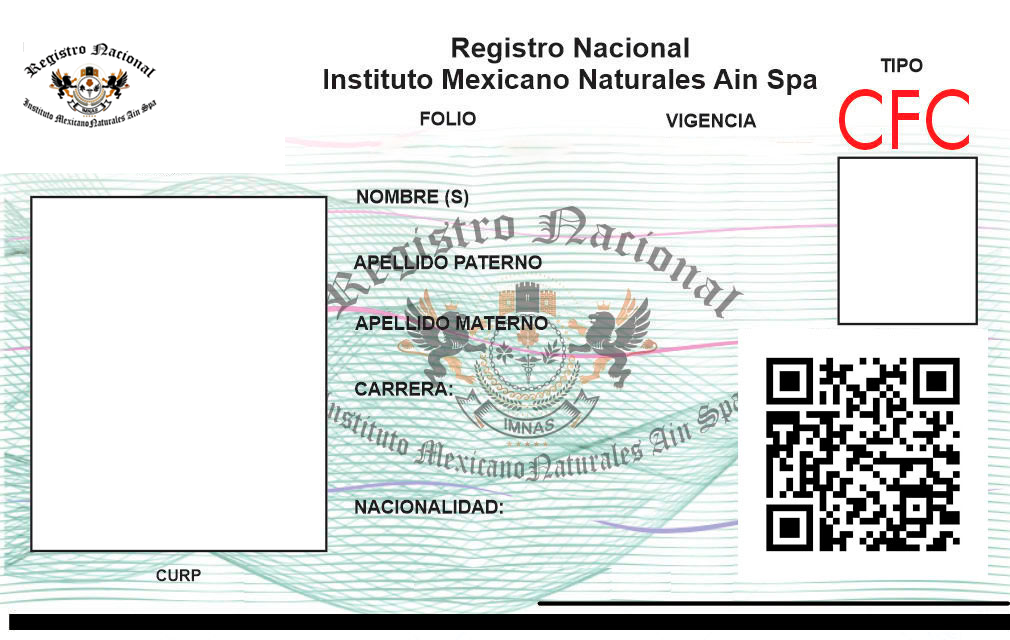 Registro Nacional
Instituto Mexicano Naturales Ain Spa
IMNAS
Registro Nacional
Instituto Mexicano Naturales Ain Spa
TIPO
CFC
FOLIO
VIGENCIA
NOMBRE (S)
Registro Nacional
APELLIDO PATERNO
APELLIDO MATERNO
CARRERA:
IMNAS
Instituto Mexicano Naturales Ain Spa
NACIONALIDAD:
CURP